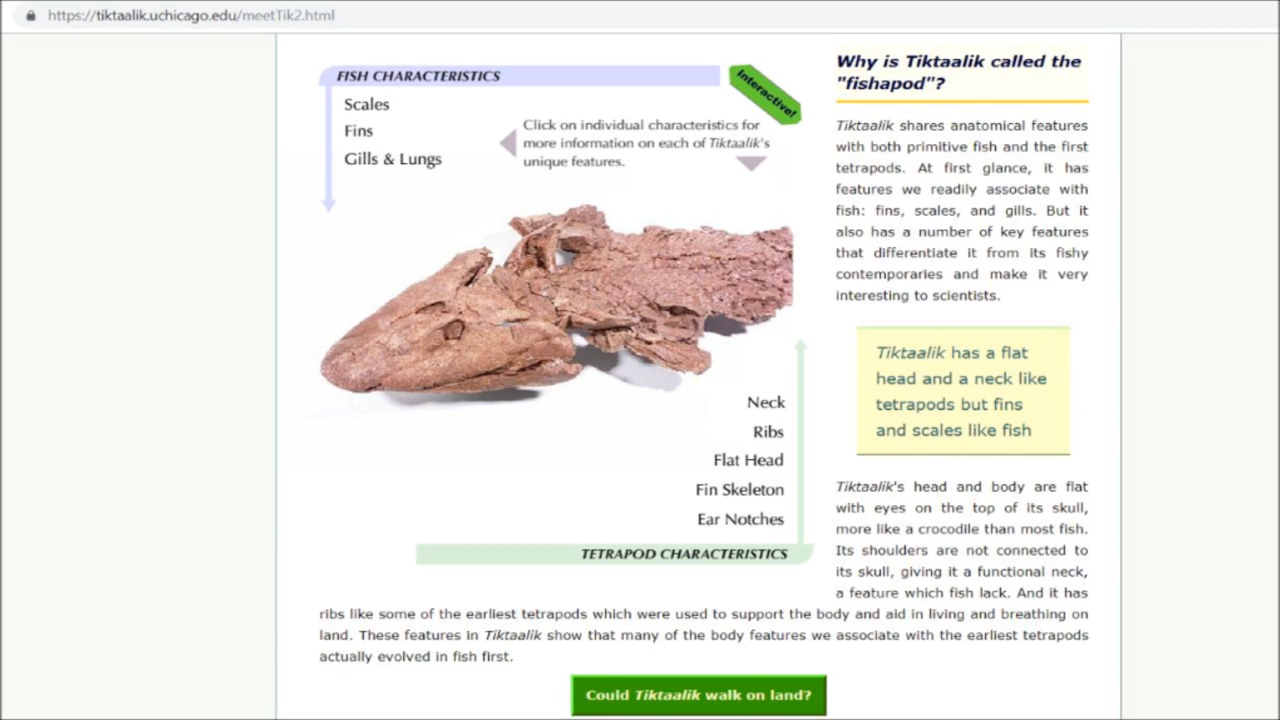 https://tiktaalik.uchicago.edu/meetTik2.html
FISH CHARACTERISTICS
Scales
Fins
Gills & Lungs
Interactive!
Click on individual characteristics for
more information on each of Tiktaalik's
unique features.
Neck
Ribs
Flat Head
Fin Skeleton
Ear Notches
TETRAPOD CHARACTERISTICS
Why is Tiktaalik called the
"fishapod"?
Tiktaalik shares anatomical features
with both primitive fish and the first
tetrapods. At first glance, it has
features we readily associate with
fish: fins, scales, and gills. But it
also has a number of key features
that differentiate it from its fishy
contemporaries and make it very
interesting to scientists.
Tiktaalik has a flat
head and a neck like
tetrapods but fins
and scales like fish
Tiktaalik's head and body are flat
with eyes on the top of its skull,
more like a crocodile than most fish.
Its shoulders are not connected to
its skull, giving it a functional neck,
a feature which fish lack. And it has
ribs like some of the earliest tetrapods which were used to support the body and aid in living and breathing on
land. These features in Tiktaalik show that many of the body features we associate with the earliest tetrapods
actually evolved in fish first.
Could Tiktaalik walk on land?